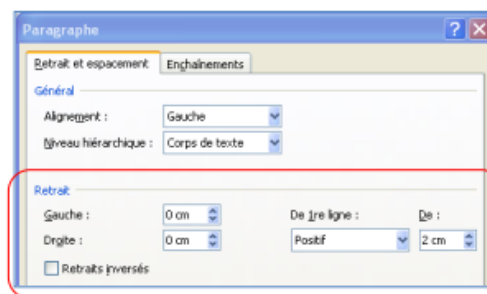 Paragraphe
Retrait et espacement Enchaînements
Général
Alignement : Gauche
Niveau hiérarchique : Corps de texte
Retrait
Gauche : 0 cm De 1re ligne : De :
Droite : 0 cm Positif 2 cm
Retraits inversés